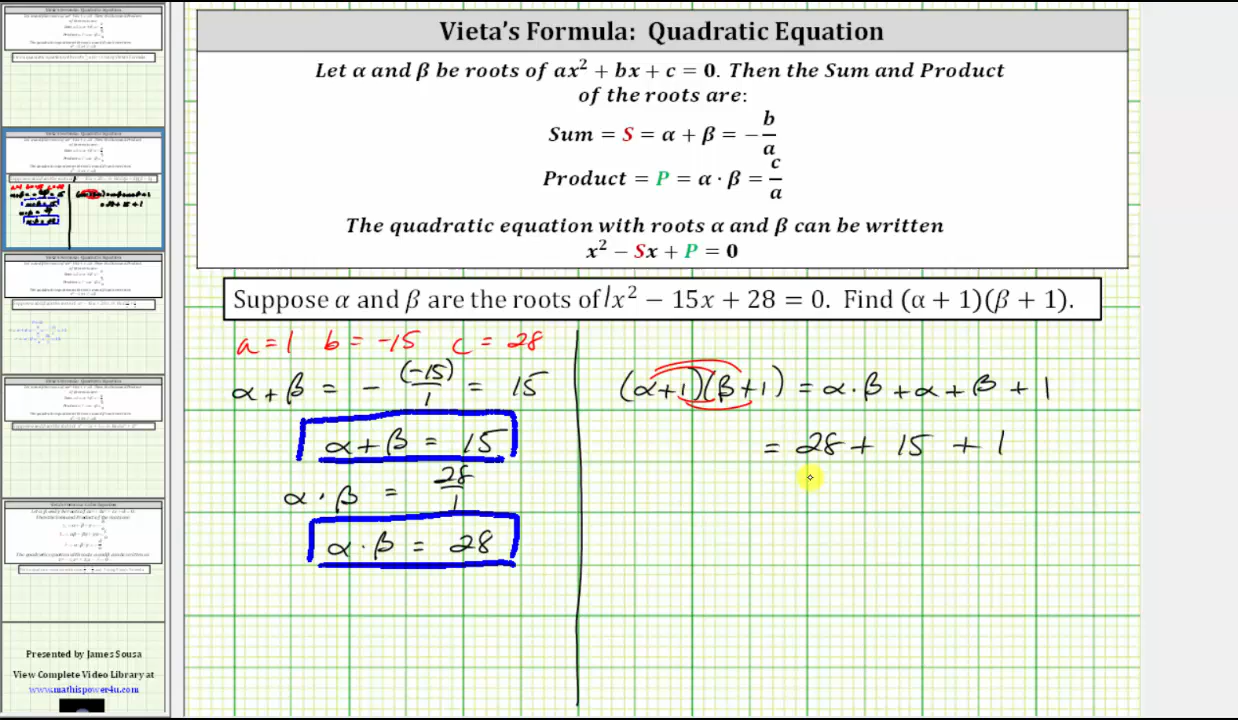 Vieta's Formula: Quadratic Equation
Let α and β be roots of ax² + bx + c = 0. Then the Sum and Product
of the roots are:
Sum = S = α + β = − b/a
Product = P = α · β = c/a
The quadratic equation with roots α and β can be written
x² − Sx + P = 0
Suppose α and β are the roots of 1x² − 15x + 28 = 0. Find (α + 1)(β + 1).
a = 1 b = -15 c = 28
α + β = − (-15)/1 = 15
α + β = 15
α · β = 28/1
α · β = 28
(α+1)(β+1) = α · β + α + β + 1
= 28 + 15 + 1
Presented by James Sousa
View Complete Video Library at
www.mathispower4u.com